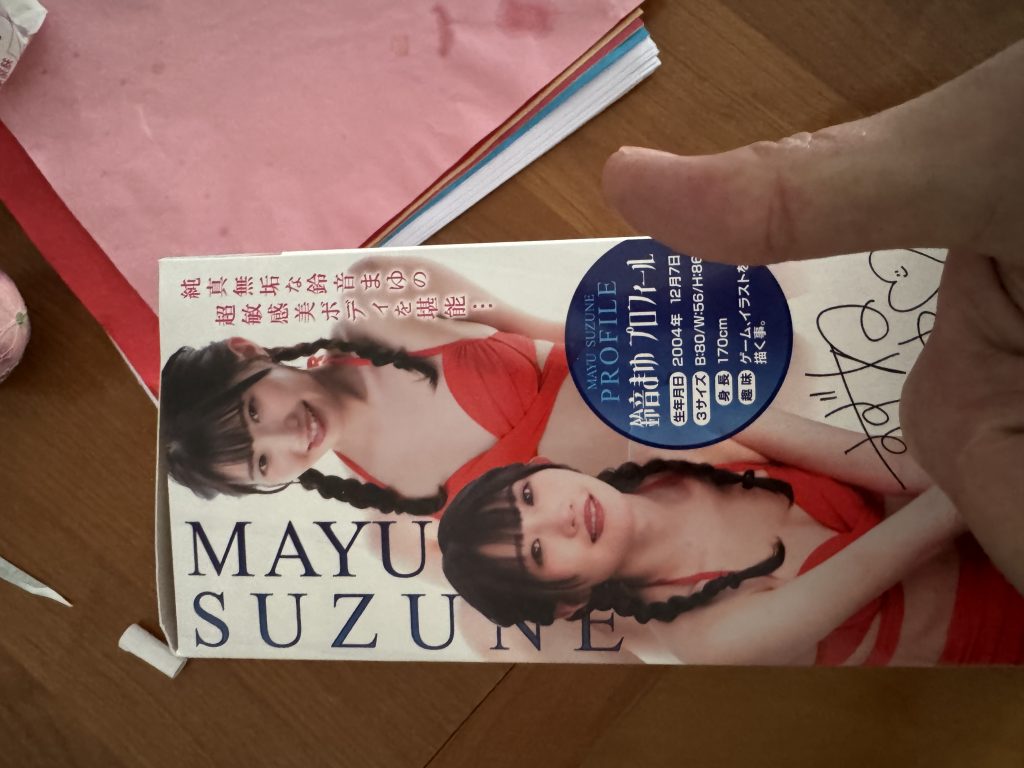 純真無垢な鈴音まゆの
超敏感美ボディを堪能…
MAYU SUZUNE
PROFILE
鈴音まゆ プロフィール
生年月日 2004年 12月7日
3サイズ B:80/W:56/H:86
身長 170cm
趣味 ゲーム、イラストを
描く事。
MAYU
SUZUNE